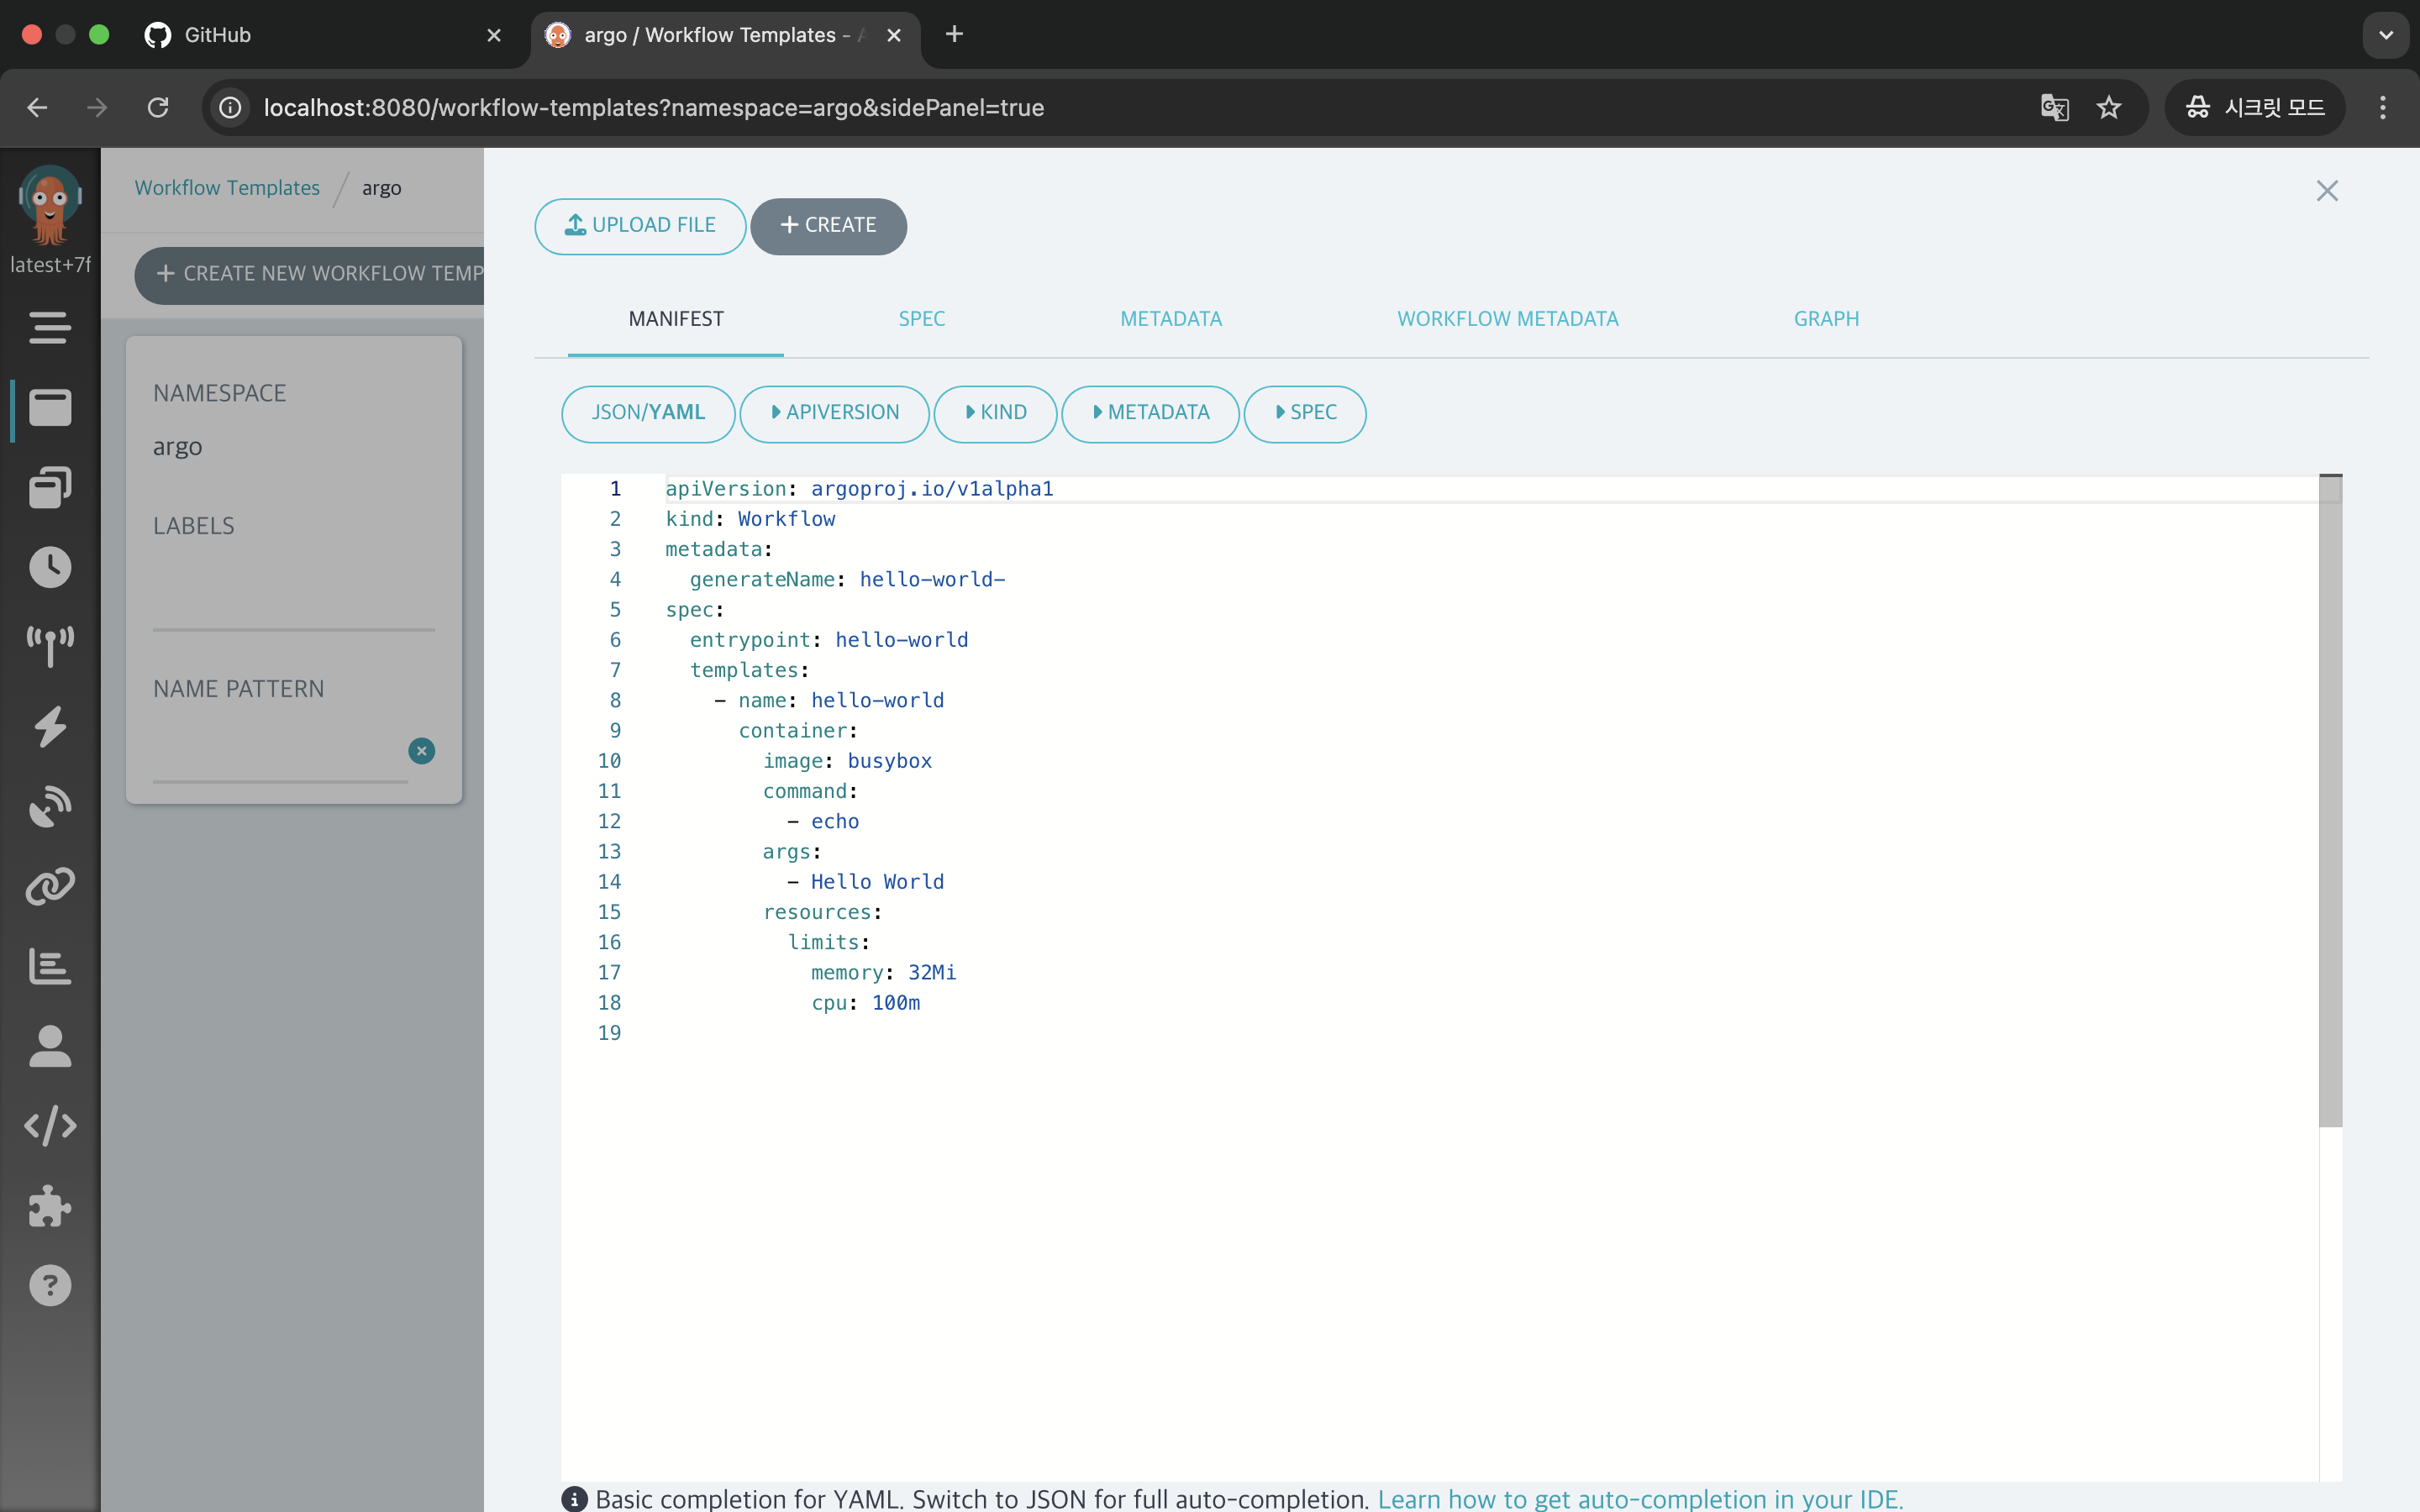 GitHub
argo / Workflow Templates -
localhost:8080/workflow-templates?namespace=argo&sidePanel=true
시크릿 모드
latest+7f
Workflow Templates / argo
+ CREATE NEW WORKFLOW TEMP
NAMESPACE
argo
LABELS
NAME PATTERN
UPLOAD FILE
+ CREATE
MANIFEST SPEC METADATA WORKFLOW METADATA GRAPH
JSON/YAML APIVERSION KIND METADATA SPEC
1 apiVersion: argoproj.io/v1alpha1
2 kind: Workflow
3 metadata:
4   generateName: hello-world-
5 spec:
6   entrypoint: hello-world
7   templates:
8     - name: hello-world
9       container:
10         image: busybox
11         command:
12           - echo
13         args:
14           - Hello World
15         resources:
16           limits:
17             memory: 32Mi
18             cpu: 100m
19
Basic completion for YAML. Switch to JSON for full auto-completion. Learn how to get auto-completion in your IDE.